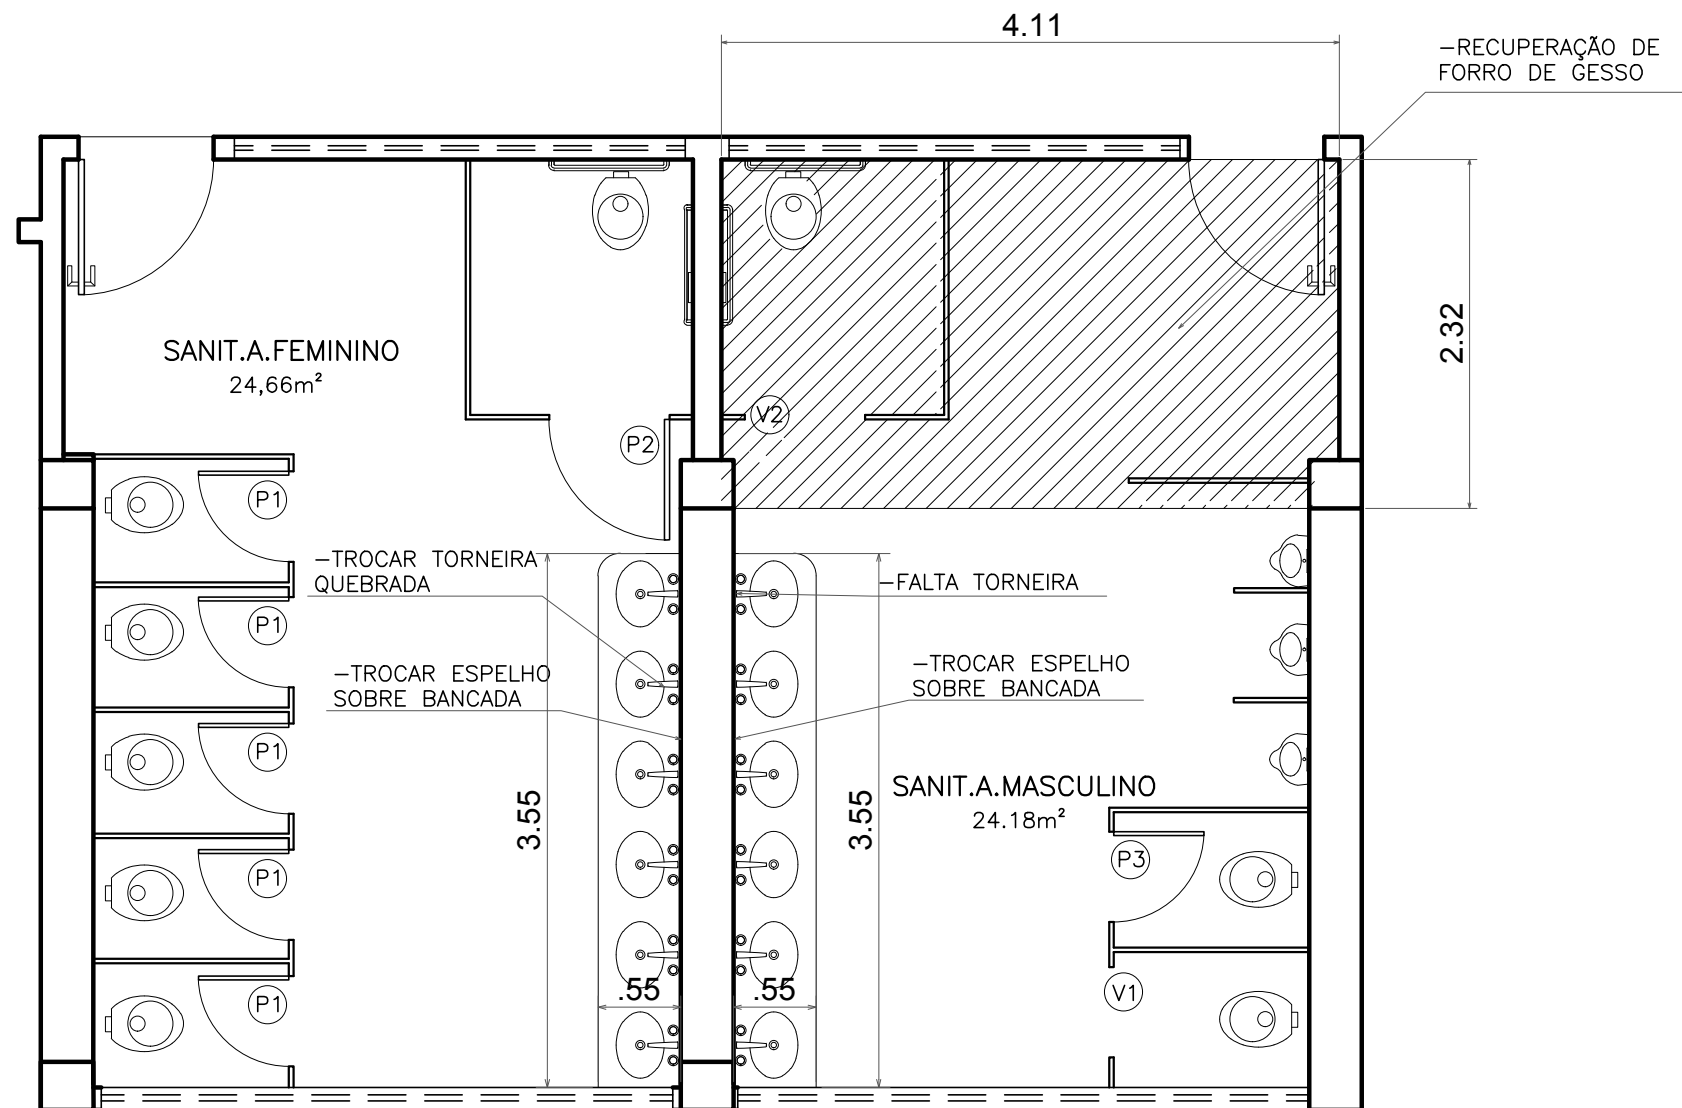 4.11
-RECUPERAÇÃO DE
FORRO DE GESSO
2.32
SANIT.A.FEMININO
24,66m²
V2
P2
P1
-TROCAR TORNEIRA
QUEBRADA
-FALTA TORNEIRA
P1
-TROCAR ESPELHO
SOBRE BANCADA
-TROCAR ESPELHO
SOBRE BANCADA
P1
SANIT.A.MASCULINO
24.18m²
3.55
3.55
P3
P1
.55
.55
V1
P1